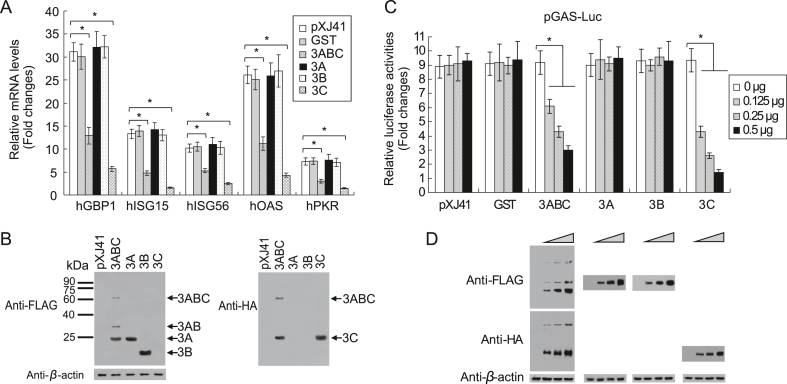 A
Relative mRNA levels
(Fold changes)
40
35
30
25
20
15
10
5
0
*
*
*
*
*
*
*
*
*
*
pXJ41
GST
3ABC
3A
3B
3C
hGBP1
hISG15
hISG56
hOAS
hPKR
C
pGAS-Luc
Relative luciferase activities
(Fold changes)
11
10
9
8
7
6
5
4
3
2
1
0
*
*
0 µg
0.125 µg
0.25 µg
0.5 µg
pXJ41
GST
3ABC
3A
3B
3C
B
kDa
pXJ41
3ABC
3A
3B
3C
90
75
60
40
25
Anti-FLAG
3ABC
3AB
3A
3B
Anti-β-actin
pXJ41
3ABC
3A
3B
3C
Anti-HA
3ABC
3C
D
Anti-FLAG
Anti-HA
Anti-β-actin